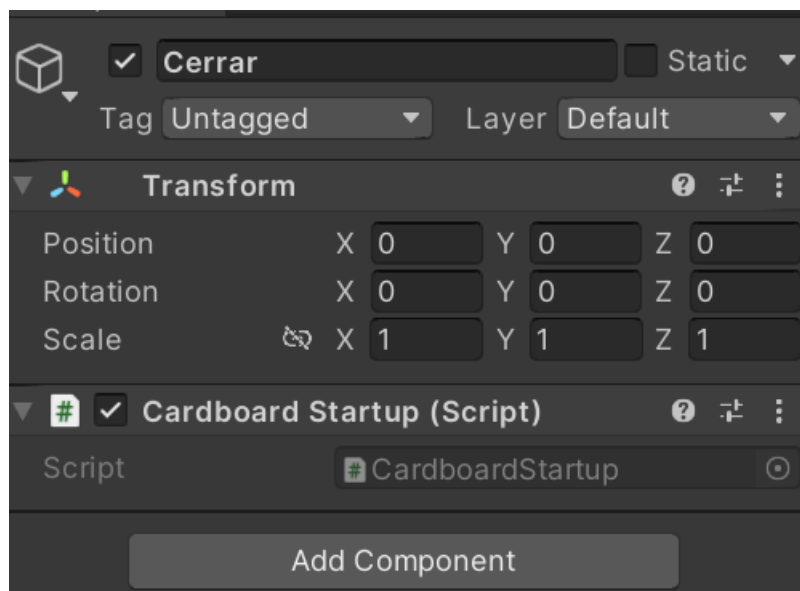 Cerrar Static
Tag Untagged Layer Default
Transform
Position X 0 Y 0 Z 0
Rotation X 0 Y 0 Z 0
Scale X 1 Y 1 Z 1
# Cardboard Startup (Script)
Script # CardboardStartup
Add Component